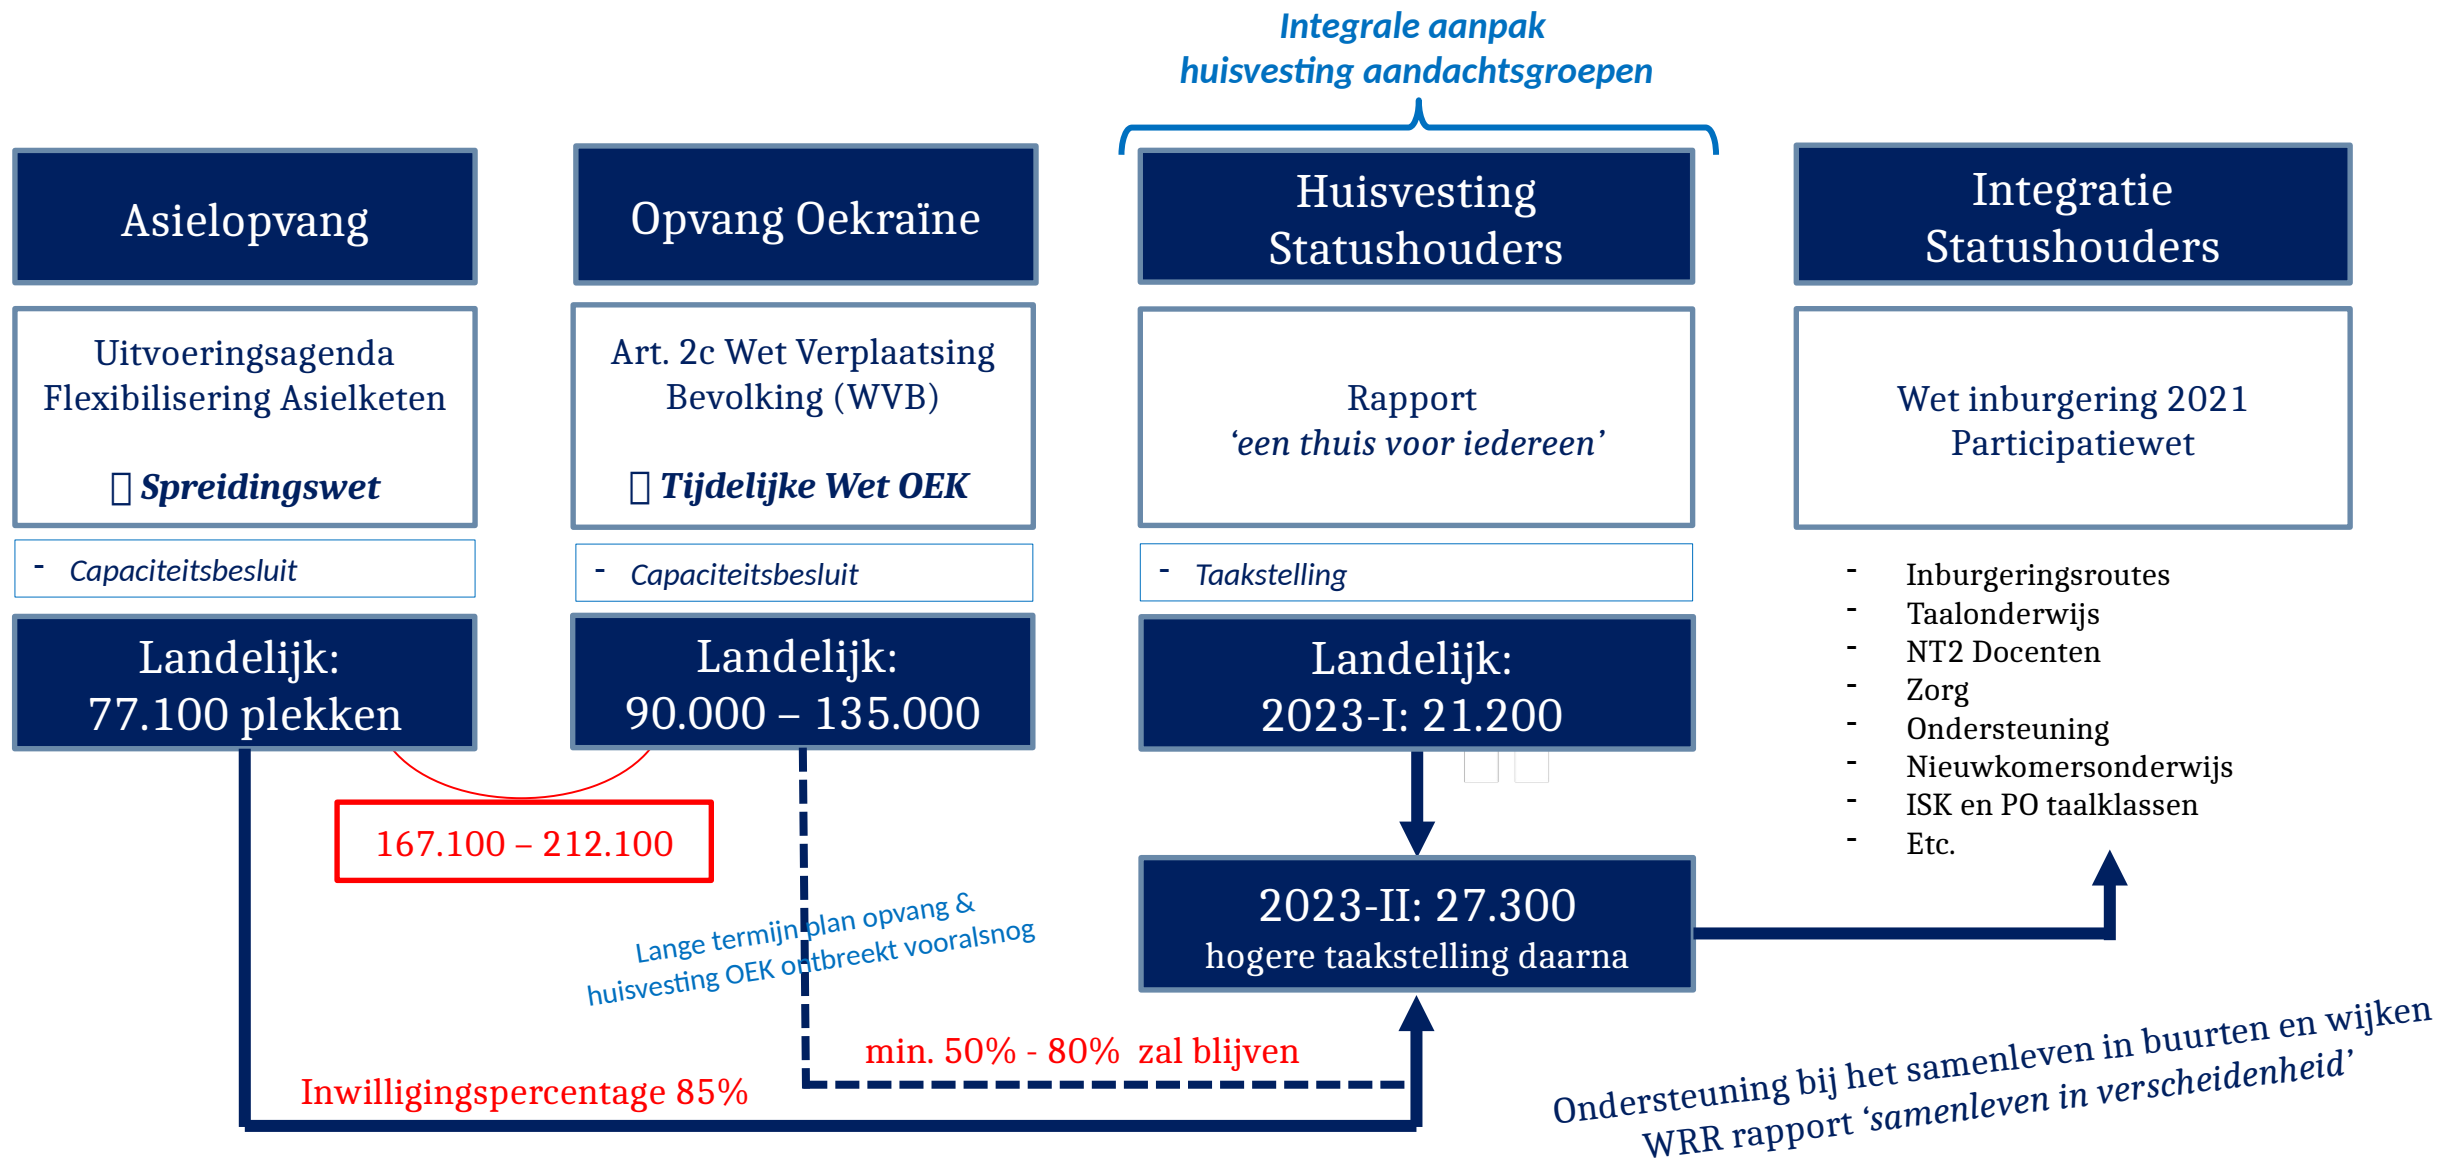 Integrale aanpak
huisvesting aandachtsgroepen
Asielopvang
Uitvoeringsagenda
Flexibilisering Asielketen
Spreidingswet
- Capaciteitsbesluit
Landelijk:
77.100 plekken
Opvang Oekraïne
Art. 2c Wet Verplaatsing
Bevolking (WVB)
Tijdelijke Wet OEK
- Capaciteitsbesluit
Landelijk:
90.000 – 135.000
167.100 – 212.100
Lange termijn plan opvang &
huisvesting OEK ontbreekt vooralsnog
min. 50% - 80% zal blijven
Inwilligingspercentage 85%
Huisvesting
Statushouders
Rapport
‘een thuis voor iedereen’
- Taakstelling
Landelijk:
2023-I: 21.200
2023-II: 27.300
hogere taakstelling daarna
Integratie
Statushouders
Wet inburgering 2021
Participatiewet
- Inburgeringsroutes
- Taalonderwijs
- NT2 Docenten
- Zorg
- Ondersteuning
- Nieuwkomersonderwijs
- ISK en PO taalklassen
- Etc.
Ondersteuning bij het samenleven in buurten en wijken
WRR rapport ‘samenleven in verscheidenheid’